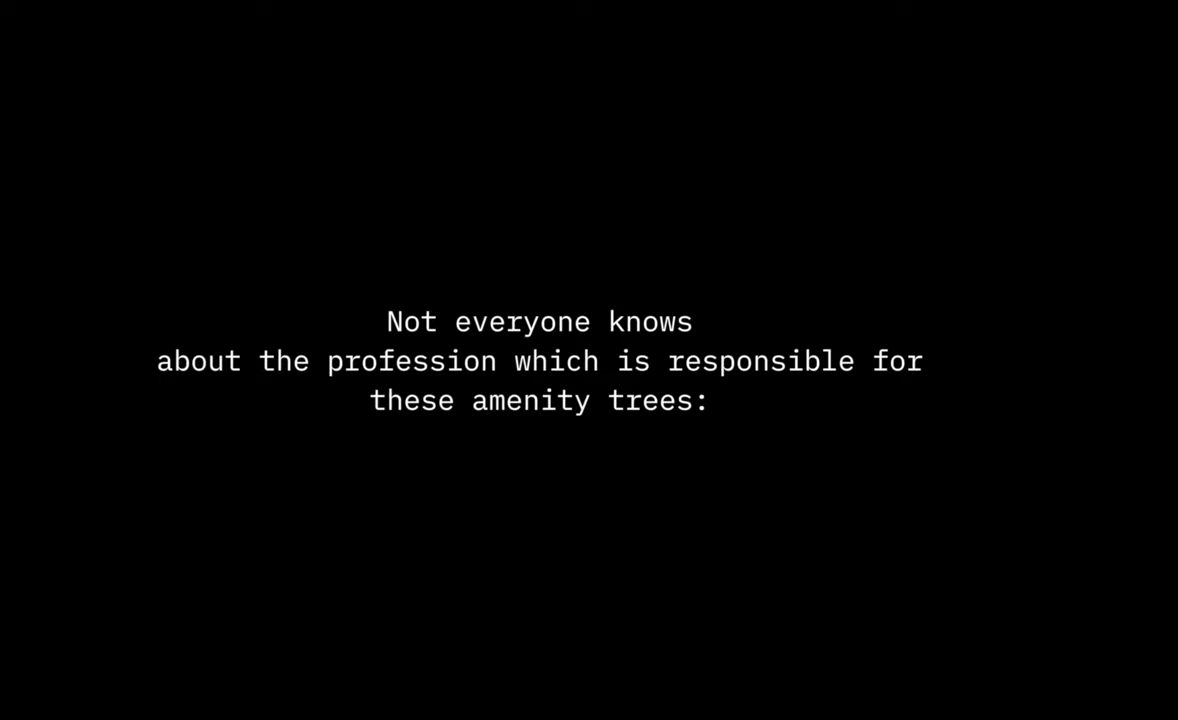 Not everyone knows
about the profession which is responsible for
these amenity trees: